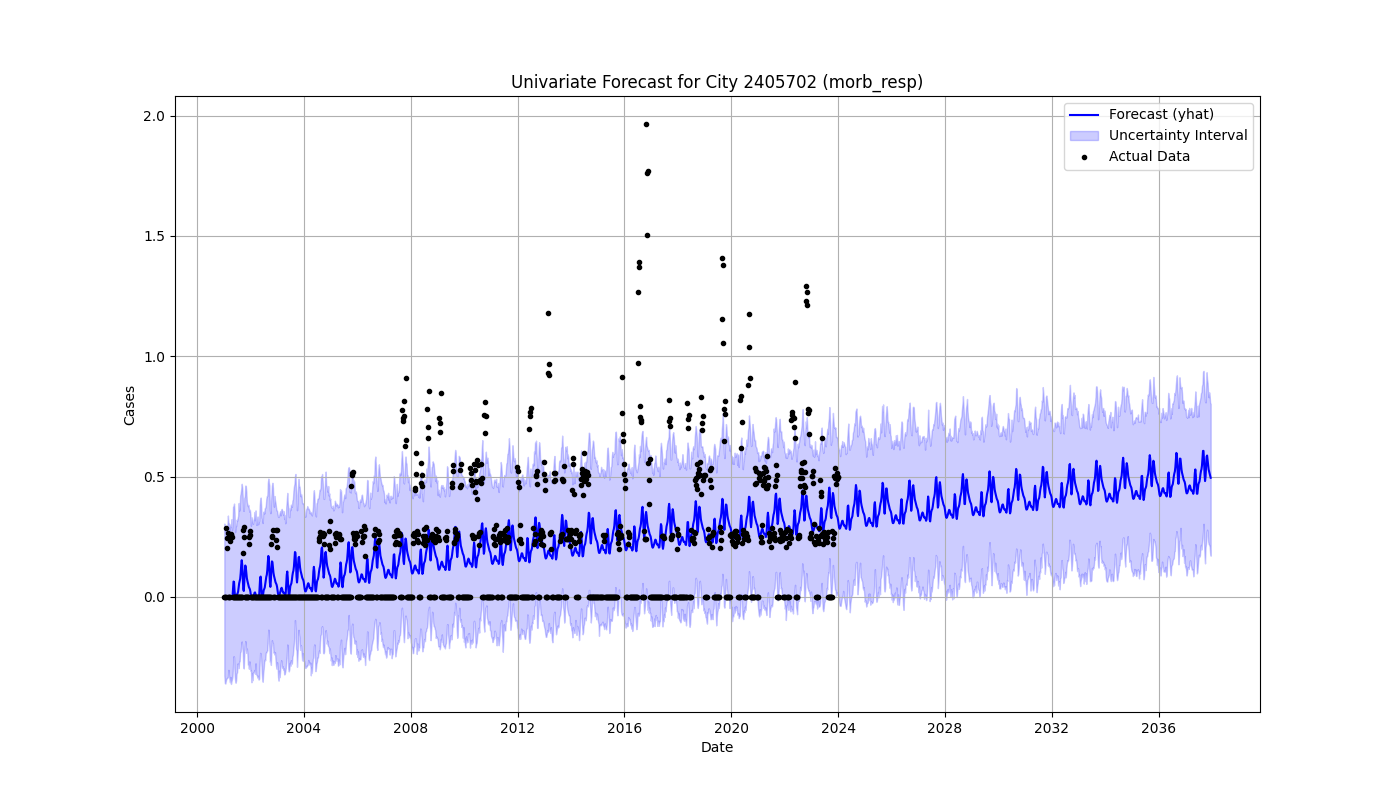 Univariate Forecast for City 2405702 (morb_resp)
Forecast (yhat)
Uncertainty Interval
Actual Data
Cases
2.0
1.5
1.0
0.5
0.0
2000 2004 2008 2012 2016 2020 2024 2028 2032 2036
Date